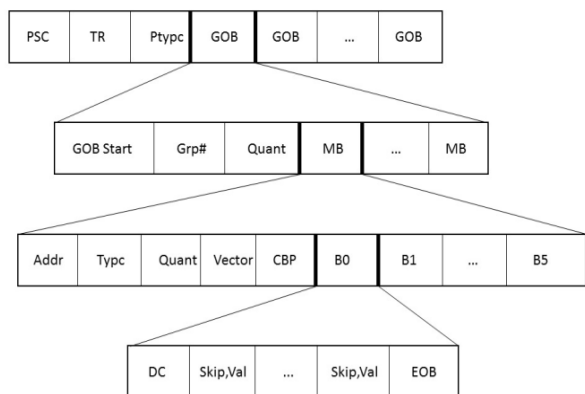 PSC TR Ptypc GOB GOB ... GOB
GOB Start Grp# Quant MB ... MB
Addr Typc Quant Vector CBP B0 B1 ... B5
DC Skip,Val ... Skip,Val EOB